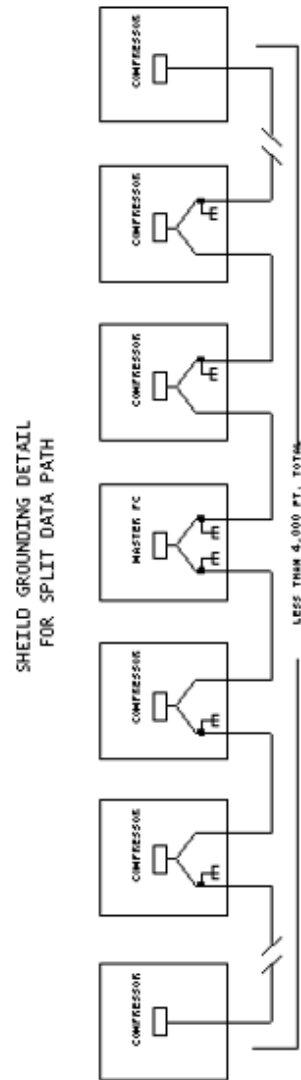 SHEILD GROUNDING DETAIL
FOR SPLIT DATA PATH
COMPRESSOR
COMPRESSOR
COMPRESSOR
MASTER PC
COMPRESSOR
COMPRESSOR
COMPRESSOR
LESS THAN 4,000 FT. TOTAL